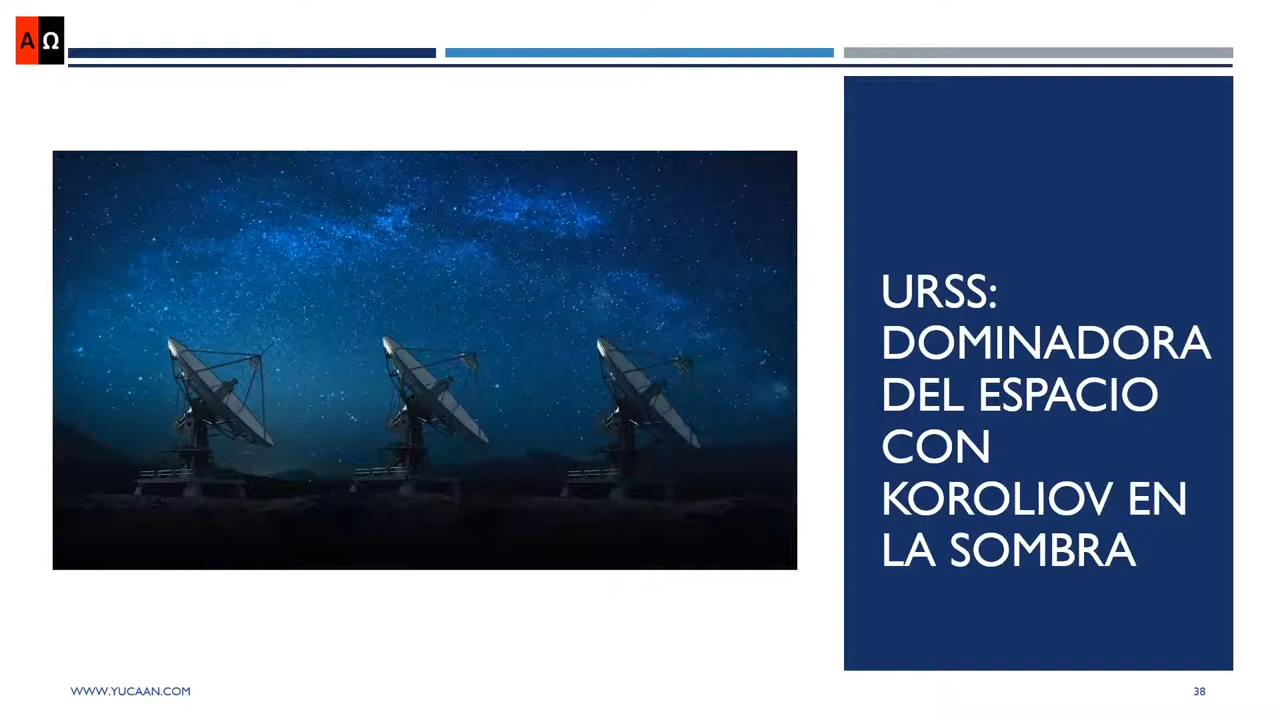 AΩ
URSS:
DOMINADORA
DEL ESPACIO
CON
KOROLIOV EN
LA SOMBRA
WWW.YUCAAN.COM
38